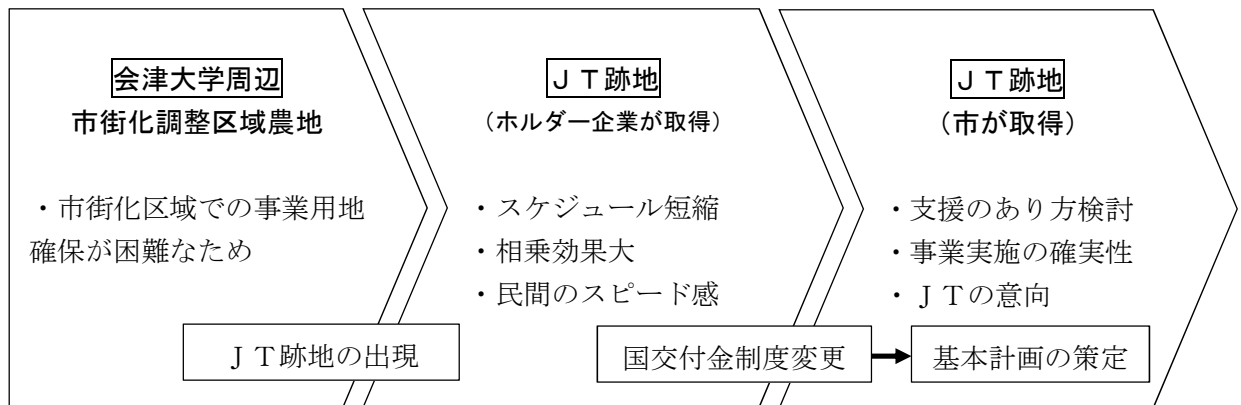 会津大学周辺
市街化調整区域農地
・市街化区域での事業用地
確保が困難なため
ＪＴ跡地の出現
ＪＴ跡地
（ホルダー企業が取得）
・スケジュール短縮
・相乗効果大
・民間のスピード感
国交付金制度変更
ＪＴ跡地
（市が取得）
・支援のあり方検討
・事業実施の確実性
・ＪＴの意向
基本計画の策定